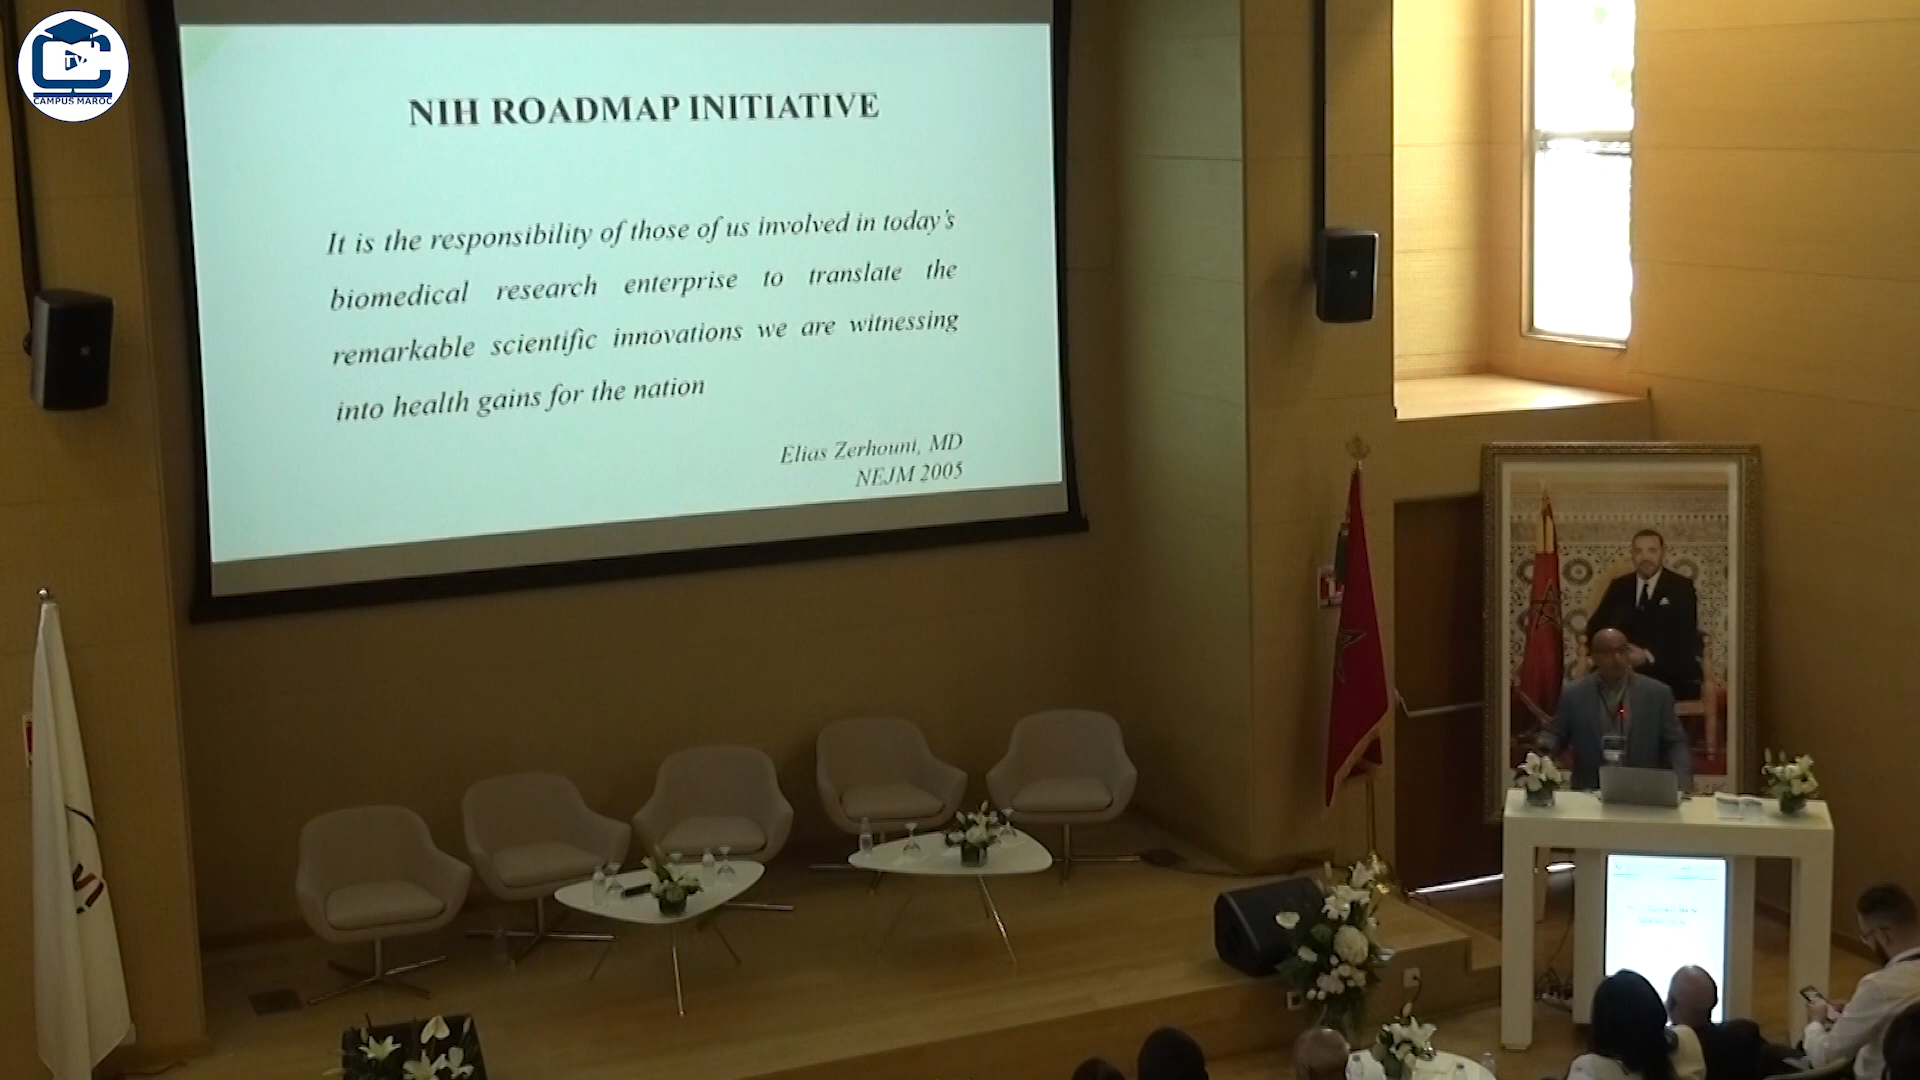 TV
CAMPUS MAROC
NIH ROADMAP INITIATIVE
It is the responsibility of those of us involved in today's
biomedical research enterprise to translate the
remarkable scientific innovations we are witnessing
into health gains for the nation
Elias Zerhouni, MD
NEJM 2005